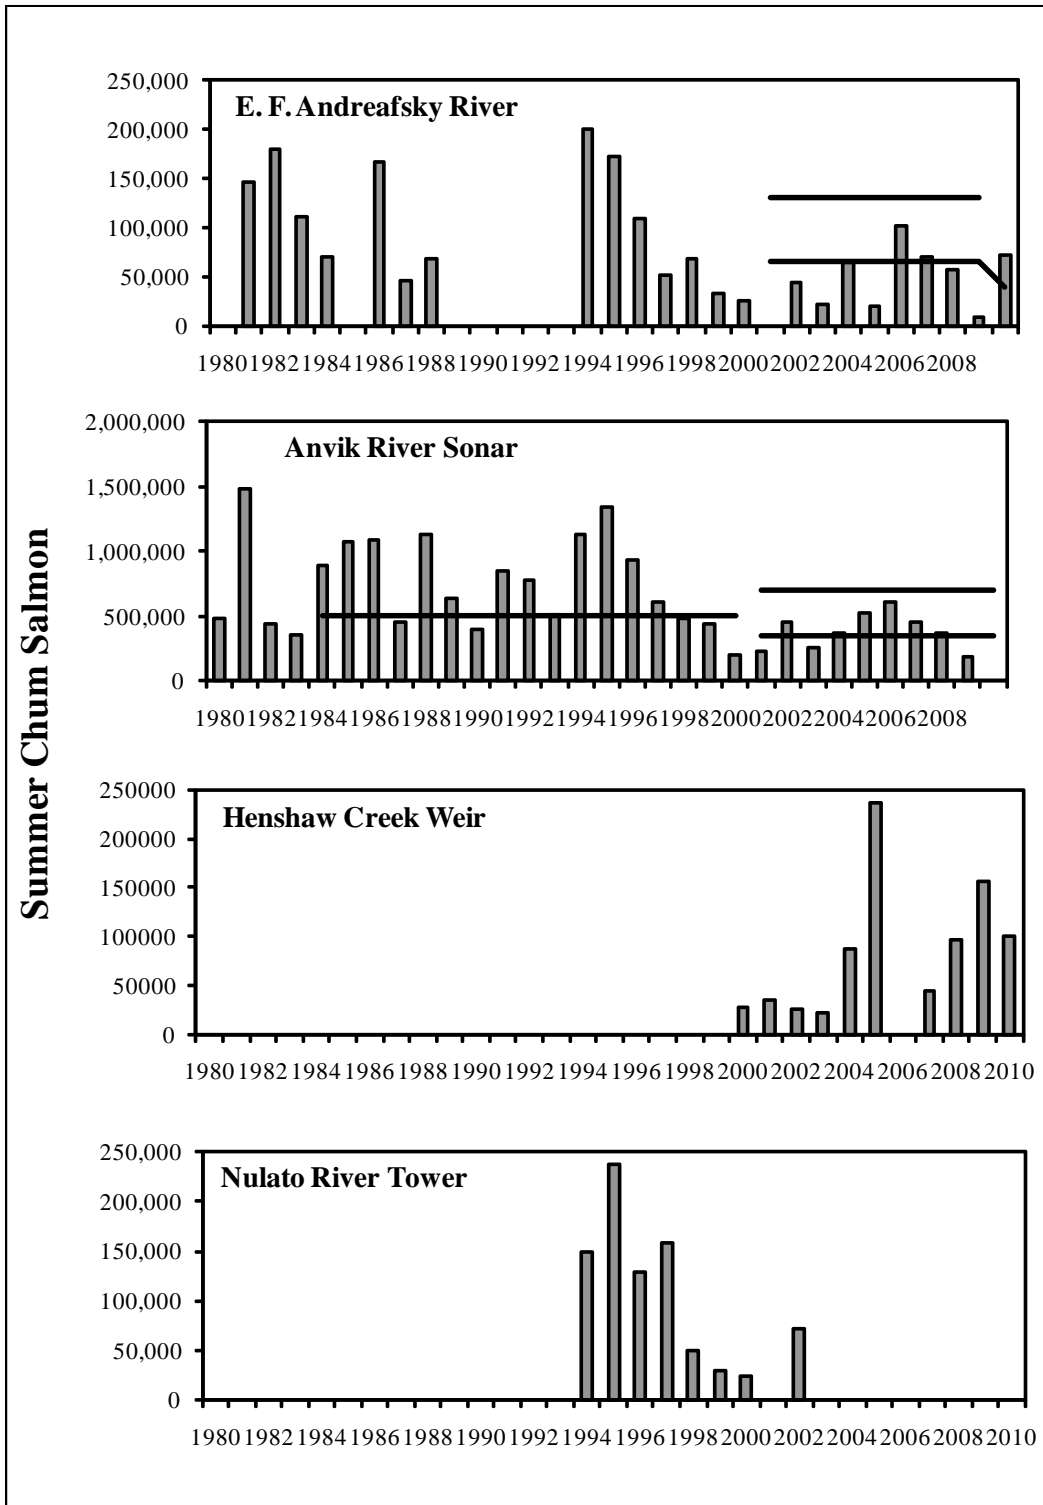 Summer Chum Salmon
E. F. Andreafsky River
250,000
200,000
150,000
100,000
50,000
0
1980 1982 1984 1986 1988 1990 1992 1994 1996 1998 2000 2002 2004 2006 2008
Anvik River Sonar
2,000,000
1,500,000
1,000,000
500,000
0
1980 1982 1984 1986 1988 1990 1992 1994 1996 1998 2000 2002 2004 2006 2008
Henshaw Creek Weir
250000
200000
150000
100000
50000
0
1980 1982 1984 1986 1988 1990 1992 1994 1996 1998 2000 2002 2004 2006 2008 2010
Nulato River Tower
250,000
200,000
150,000
100,000
50,000
0
1980 1982 1984 1986 1988 1990 1992 1994 1996 1998 2000 2002 2004 2006 2008 2010